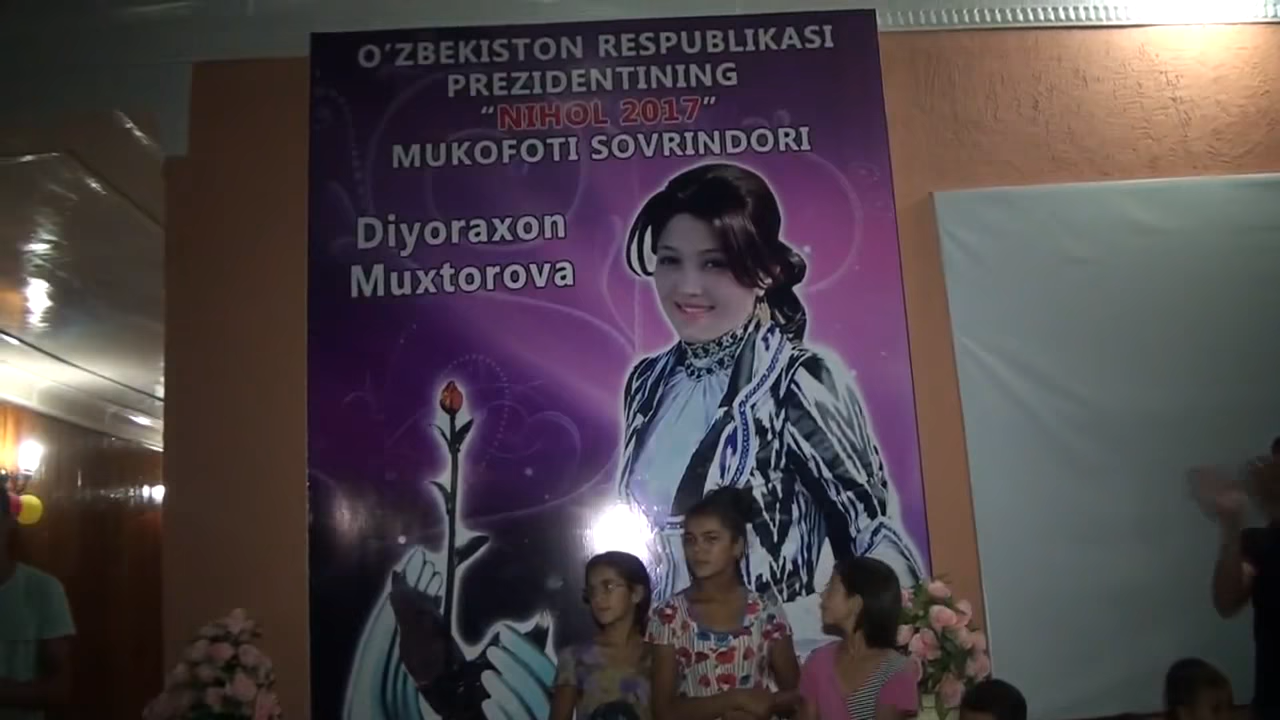 O'ZBEKISTON RESPUBLIKASI
PREZIDENTINING
"NIHOL 2017"
MUKOFOTI SOVRINDORI
Diyoraxon
Muxtorova